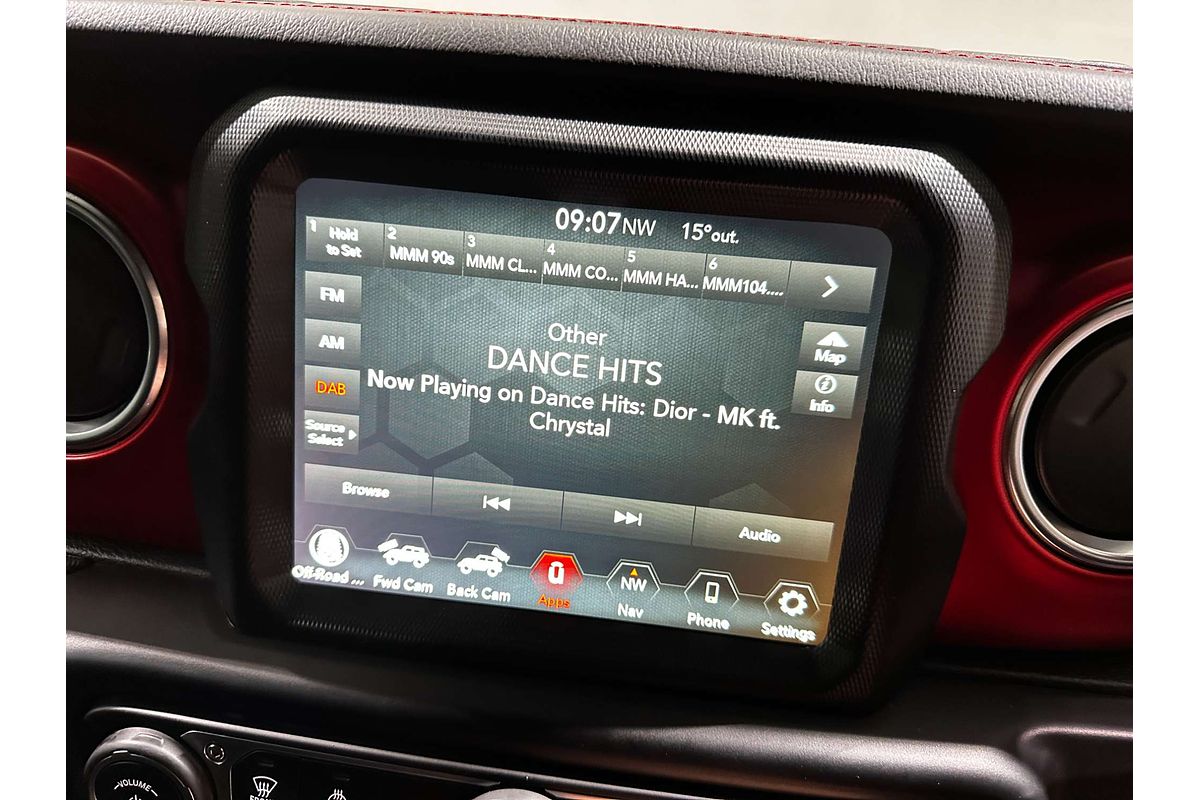 09:07 NW 15° out.
1 Hold to Set
2 MMM 90s
3 MMM CL...
4 MMM CO...
5 MMM HA...
6 MMM104....
FM
AM
DAB
Source
Select
Other
DANCE HITS
Now Playing on Dance Hits: Dior - MK ft.
Chrystal
Map
Info
Browse
Audio
Off-Road ...
Fwd Cam
Back Cam
Apps
NW
Nav
Phone
Settings
VOLUME